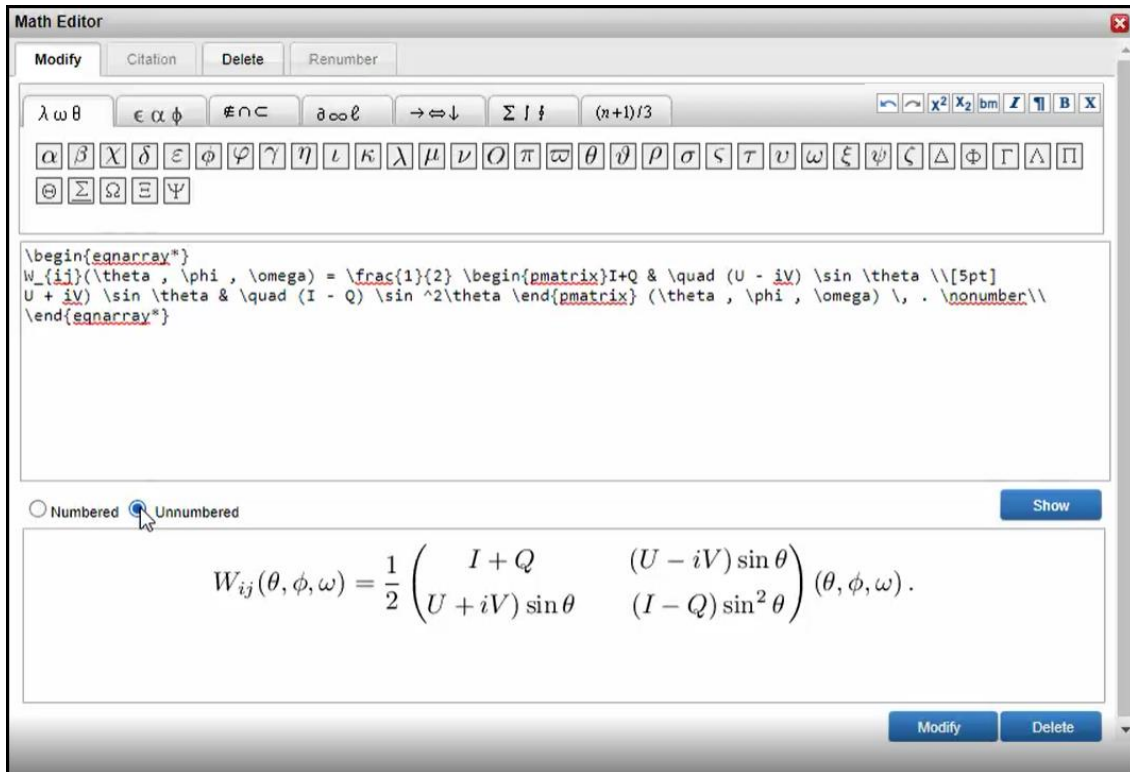 Math Editor
Modify Citation Delete Renumber
λ ω θ ϵ α ϕ ∉∩⊂ ∂∞ℓ →⇔↓ Σ∫∮ (n+1)/3 x² X₂ bm I ¶ B X
α β χ δ ε ϕ φ γ η ι κ λ μ ν O π ϖ θ ϑ ρ σ ς τ υ ω ξ ψ ζ Δ Φ Γ Λ Π
Θ Σ Ω Ξ Ψ
\begin{eqnarray*}
W_{ij}(\theta , \phi , \omega) = \frac{1}{2} \begin{pmatrix}I+Q & \quad (U - iV) \sin \theta \\[5pt]
U + iV) \sin \theta & \quad (I - Q) \sin ^2\theta \end{pmatrix} (\theta , \phi , \omega) \, . \nonumber\\
\end{eqnarray*}
Numbered Unnumbered Show
W_{ij}(θ, ϕ, ω) = 1/2 ( I + Q (U − iV) sin θ
U + iV) sin θ (I − Q) sin² θ ) (θ, ϕ, ω) .
Modify Delete